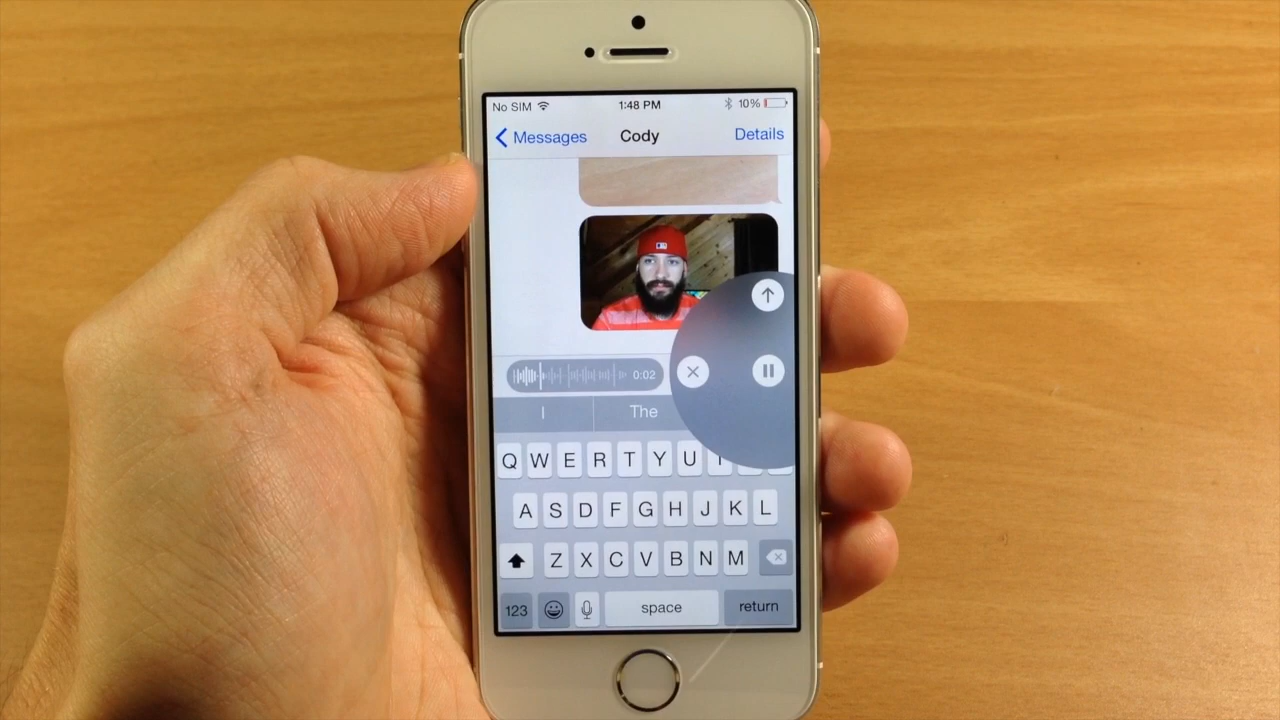 No SIM 1:48 PM 10%
Messages Cody Details
0:02
I The
Q W E R T Y U I
A S D F G H J K L
Z X C V B N M
123 space return